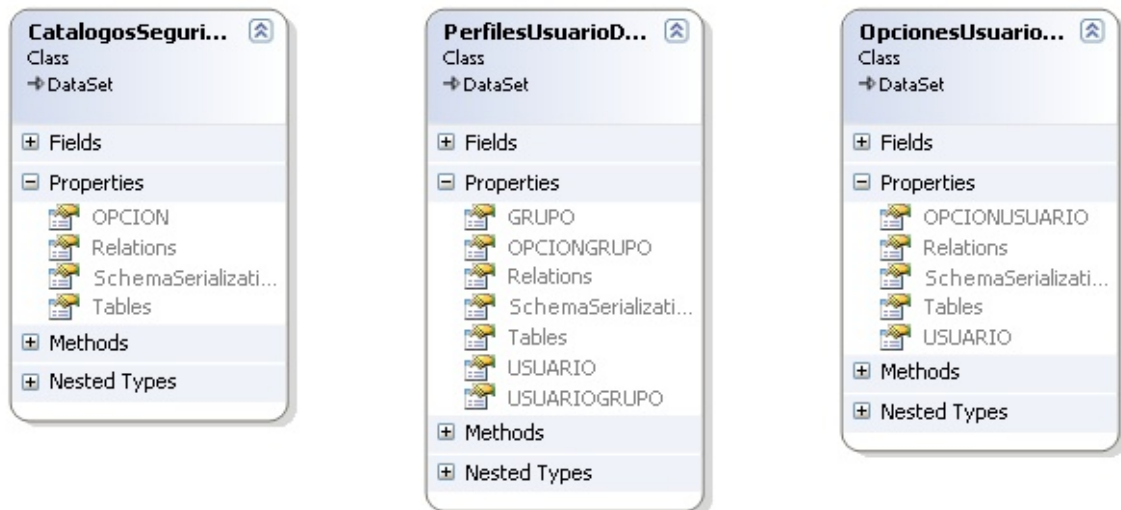 CatalogosSeguri...
Class
DataSet
Fields
Properties
OPCION
Relations
SchemaSerializati...
Tables
Methods
Nested Types
PerfilesUsuarioD...
Class
DataSet
Fields
Properties
GRUPO
OPCIONGRUPO
Relations
SchemaSerializati...
Tables
USUARIO
USUARIOGRUPO
Methods
Nested Types
OpcionesUsuario...
Class
DataSet
Fields
Properties
OPCIONUSUARIO
Relations
SchemaSerializati...
Tables
USUARIO
Methods
Nested Types